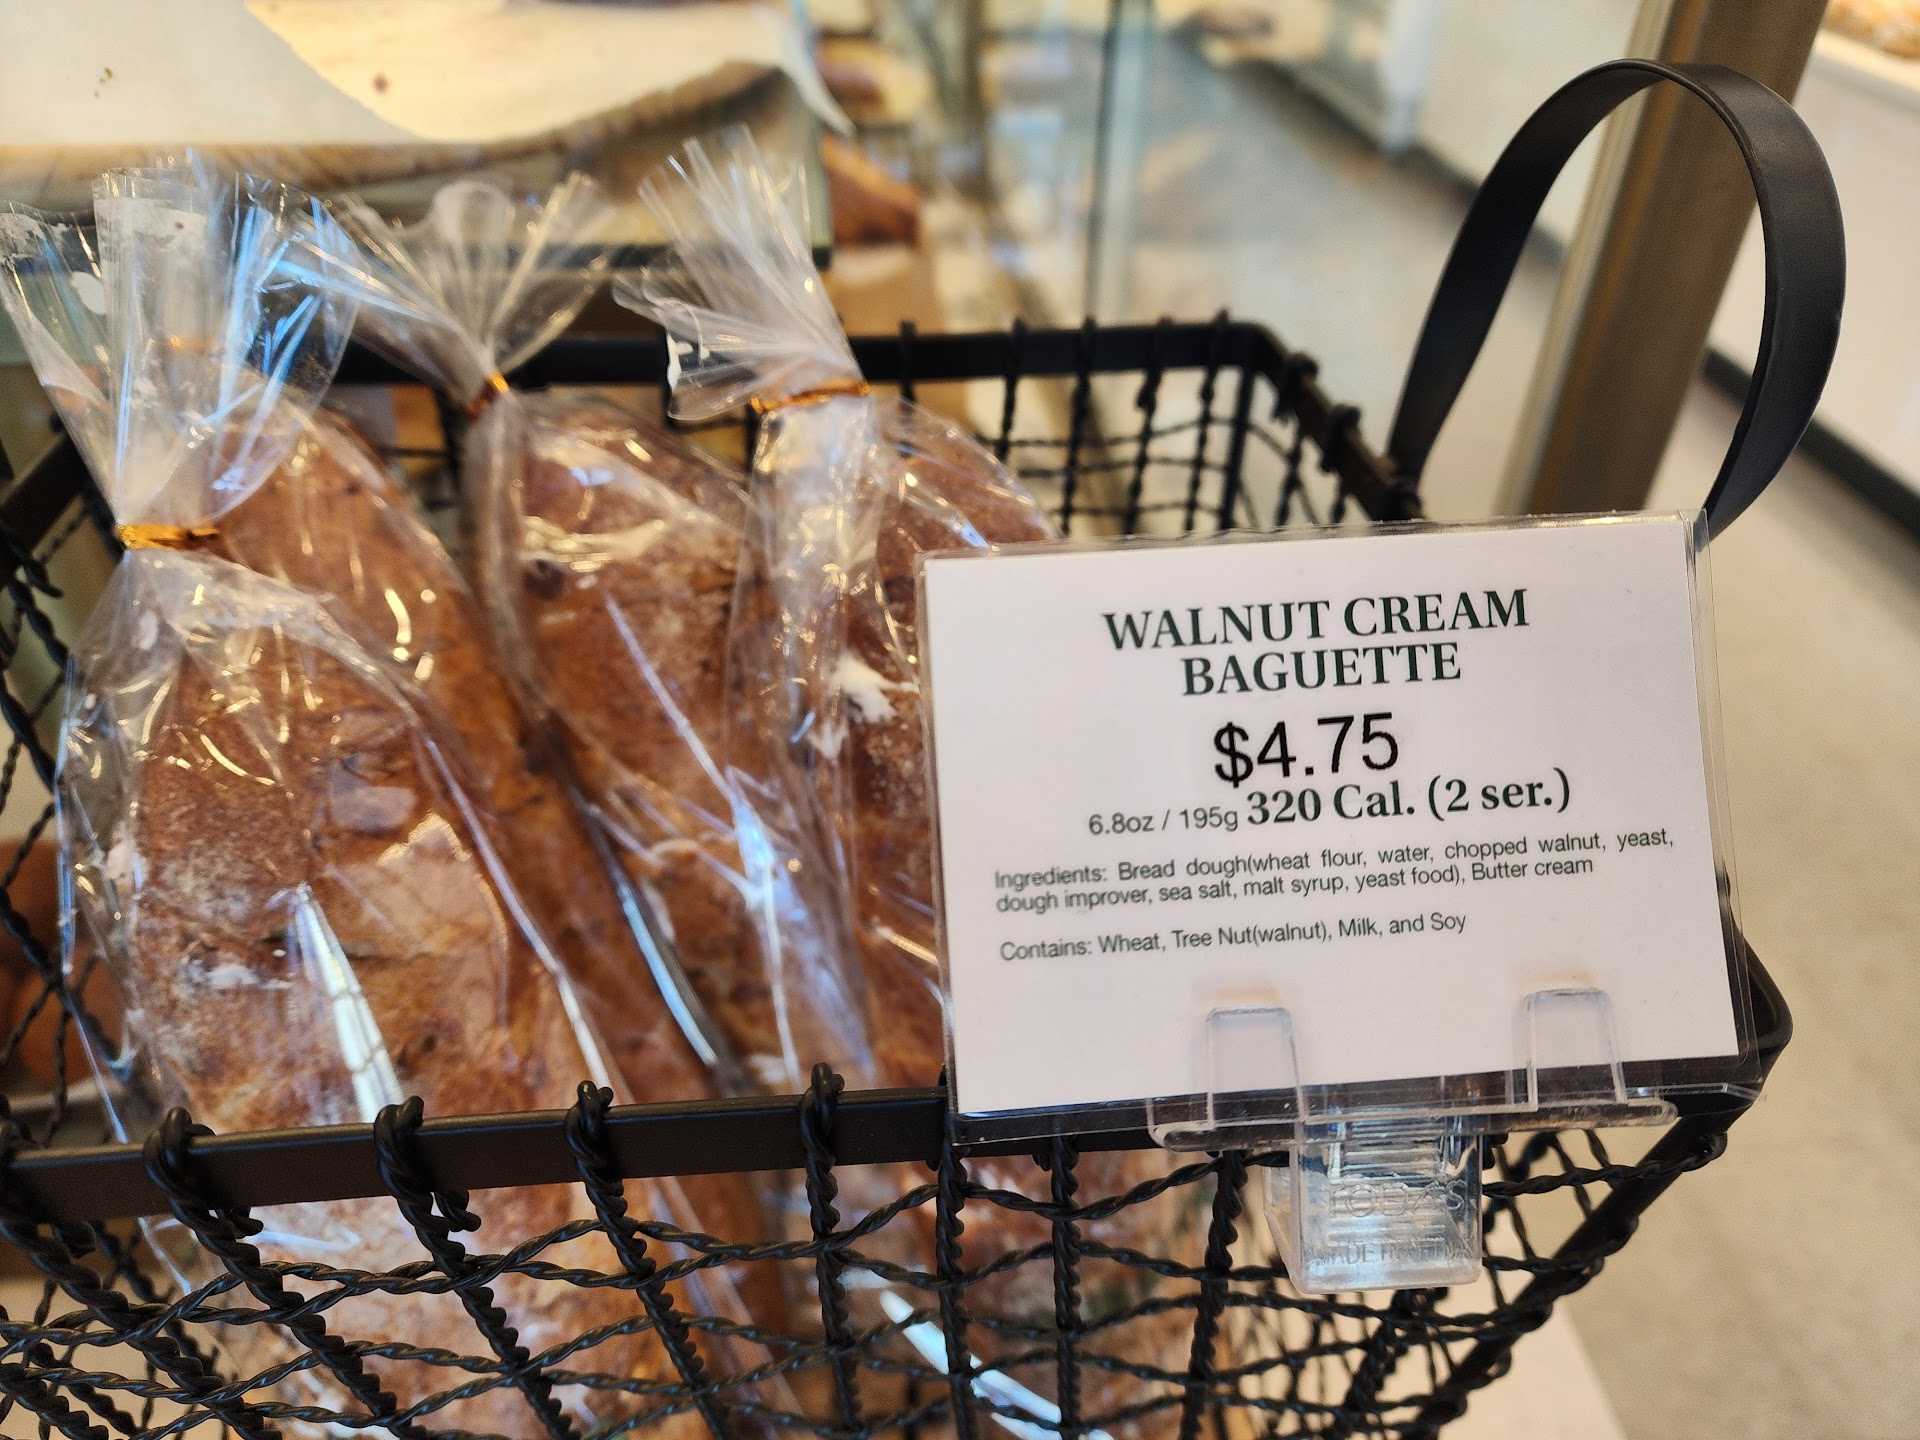 WALNUT CREAM
BAGUETTE
$4.75
6.8oz / 195g 320 Cal. (2 ser.)
Ingredients: Bread dough(wheat flour, water, chopped walnut, yeast,
dough improver, sea salt, malt syrup, yeast food), Butter cream
Contains: Wheat, Tree Nut(walnut), Milk, and Soy